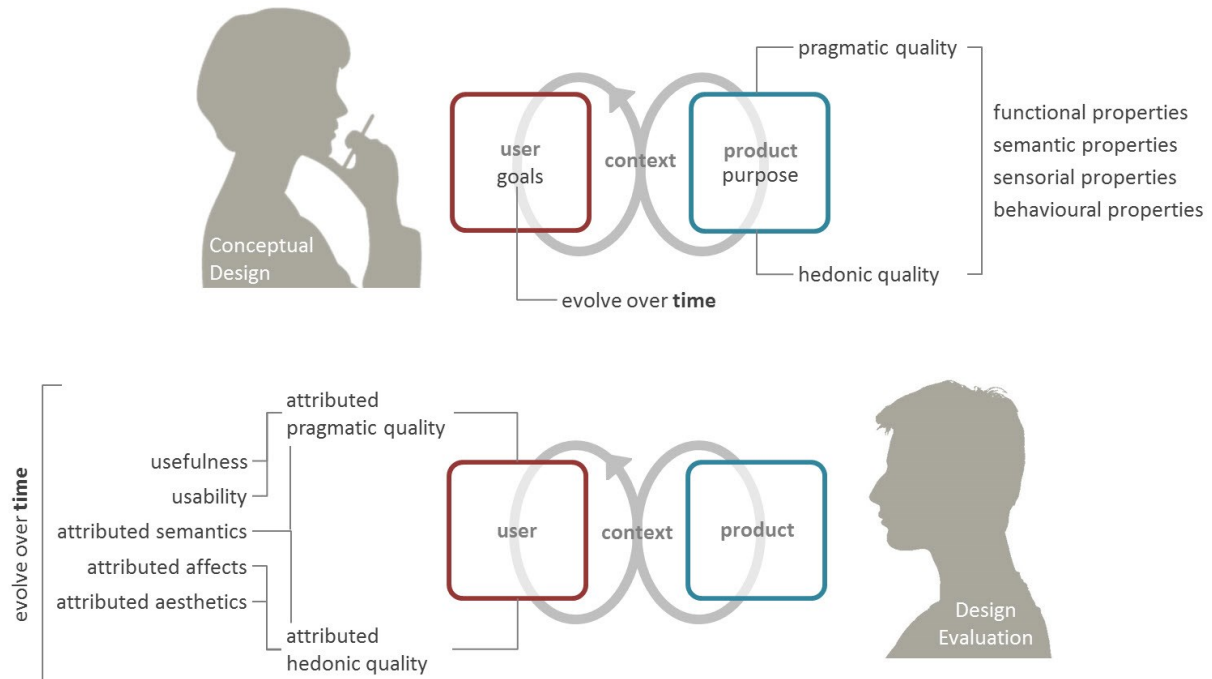 pragmatic quality
functional properties
semantic properties
sensorial properties
behavioural properties
user
goals
context
product
purpose
Conceptual
Design
hedonic quality
evolve over time
evolve over time
attributed
pragmatic quality
usefulness
usability
attributed semantics
attributed affects
attributed aesthetics
attributed
hedonic quality
user
context
product
Design
Evaluation